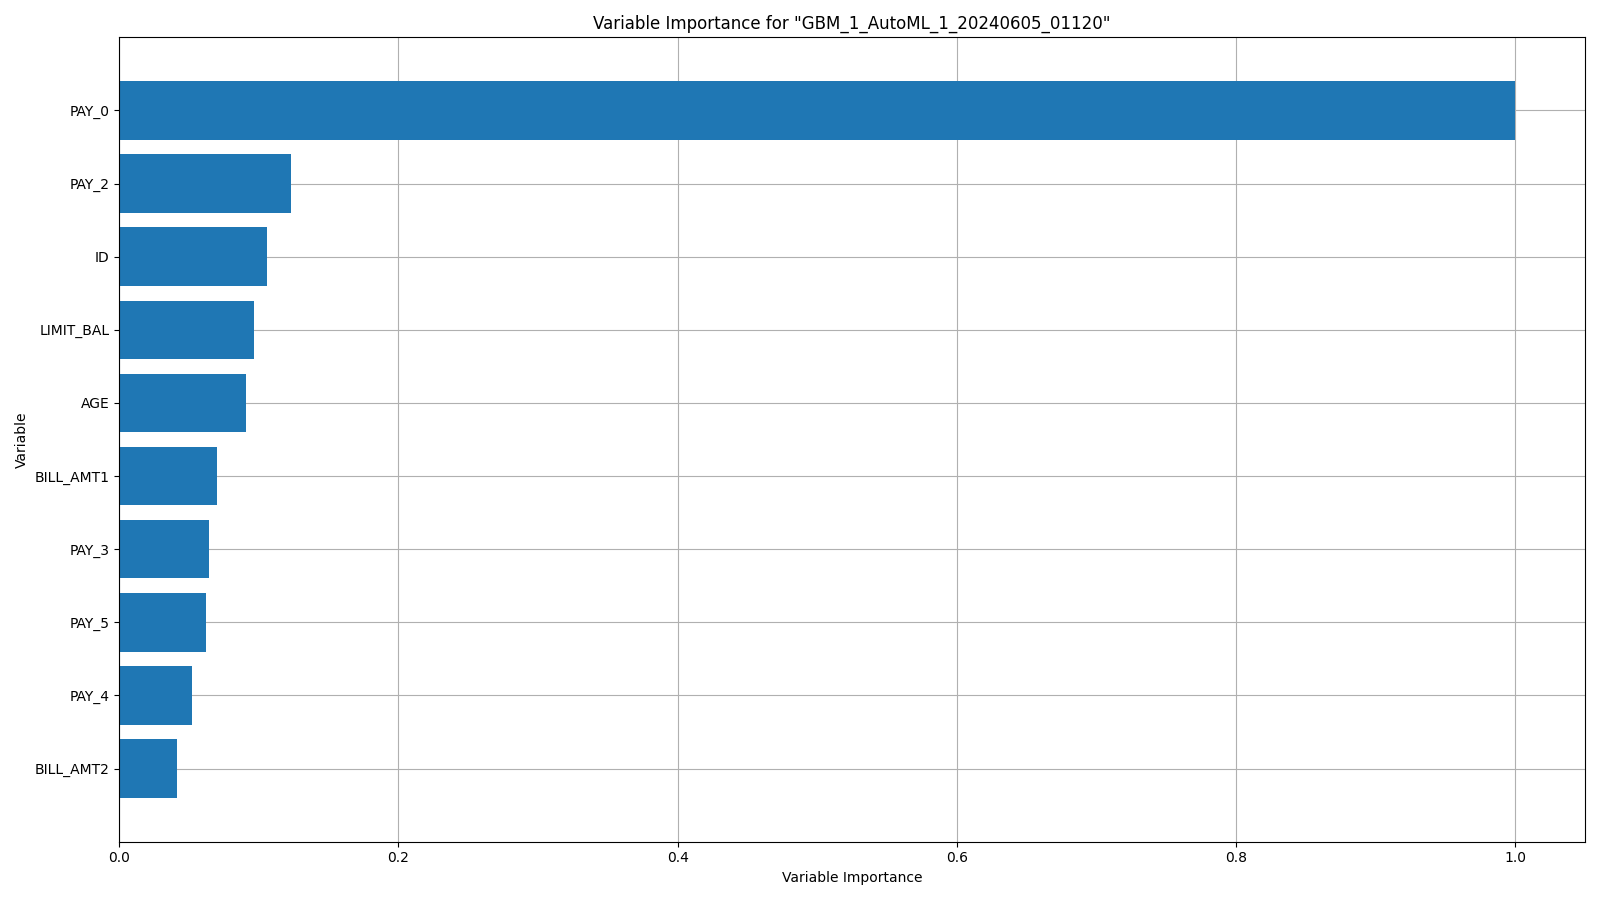 Variable Importance for "GBM_1_AutoML_1_20240605_01120"
PAY_0
PAY_2
ID
LIMIT_BAL
AGE
BILL_AMT1
PAY_3
PAY_5
PAY_4
BILL_AMT2
Variable
0.0 0.2 0.4 0.6 0.8 1.0
Variable Importance